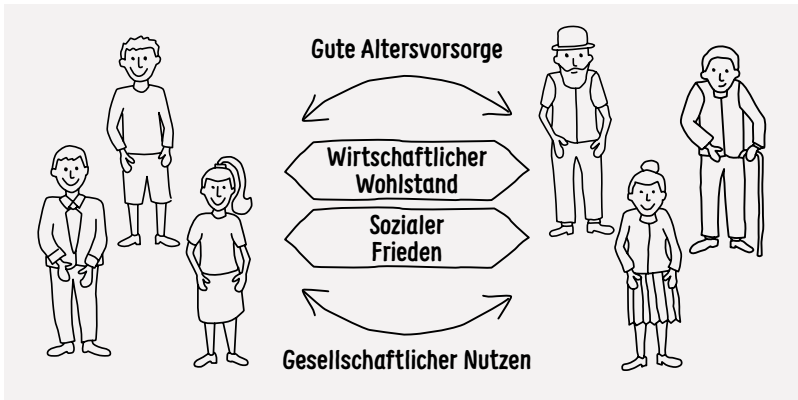 Gute Altersvorsorge
Wirtschaftlicher
Wohlstand
Sozialer
Frieden
Gesellschaftlicher Nutzen